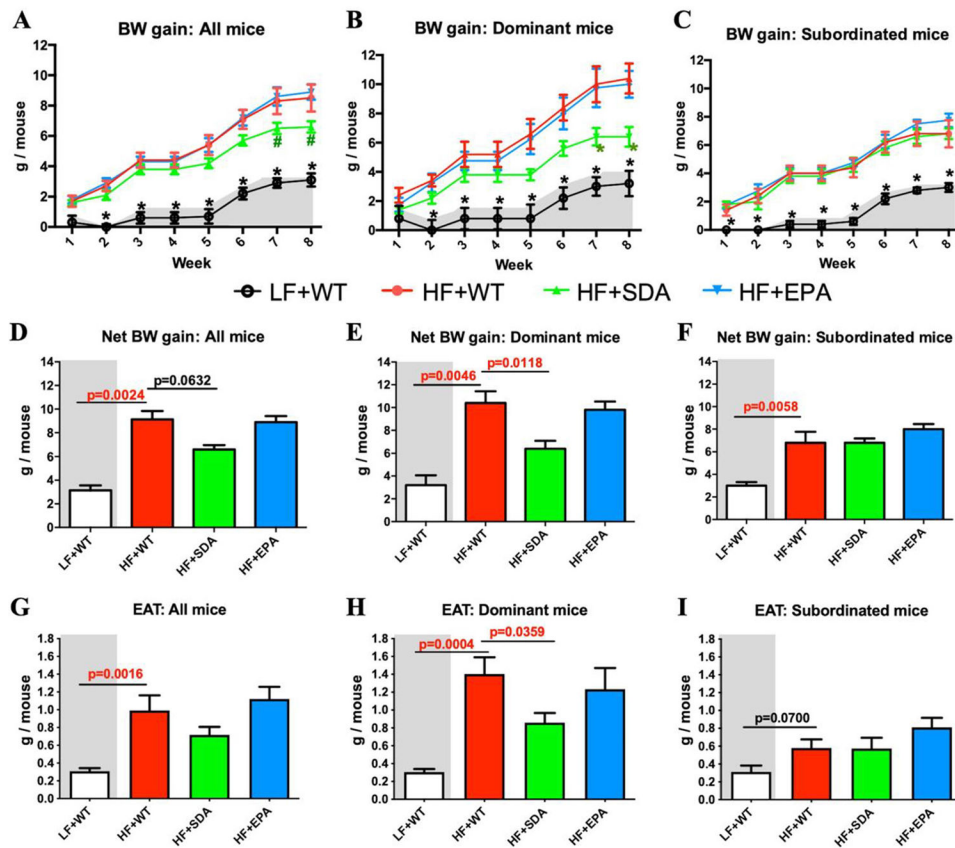 A
BW gain: All mice
g / mouse
12
10
8
6
4
2
0
* * * * * * *
# #
1 2 3 4 5 6 7 8
Week
B
BW gain: Dominant mice
g / mouse
12
10
8
6
4
2
0
* * * * * * *
* *
1 2 3 4 5 6 7 8
Week
C
BW gain: Subordinated mice
g / mouse
12
10
8
6
4
2
0
* * * * * * * *
1 2 3 4 5 6 7 8
Week
LF+WT HF+WT HF+SDA HF+EPA
D
Net BW gain: All mice
g / mouse
14
12
10
8
6
4
2
0
p=0.0024
p=0.0632
LF+WT HF+WT HF+SDA HF+EPA
E
Net BW gain: Dominant mice
g / mouse
14
12
10
8
6
4
2
0
p=0.0046
p=0.0118
LF+WT HF+WT HF+SDA HF+EPA
F
Net BW gain: Subordinated mice
g / mouse
14
12
10
8
6
4
2
0
p=0.0058
LF+WT HF+WT HF+SDA HF+EPA
G
EAT: All mice
g / mouse
1.8
1.6
1.4
1.2
1.0
0.8
0.6
0.4
0.2
0.0
p=0.0016
LF+WT HF+WT HF+SDA HF+EPA
H
EAT: Dominant mice
g / mouse
1.8
1.6
1.4
1.2
1.0
0.8
0.6
0.4
0.2
0.0
p=0.0004
p=0.0359
LF+WT HF+WT HF+SDA HF+EPA
I
EAT: Subordinated mice
g / mouse
1.8
1.6
1.4
1.2
1.0
0.8
0.6
0.4
0.2
0.0
p=0.0700
LF+WT HF+WT HF+SDA HF+EPA